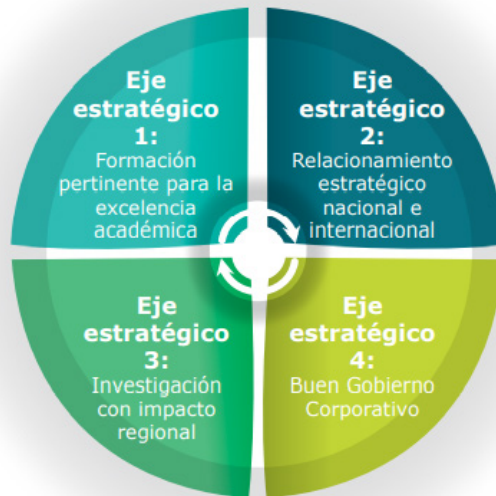 Eje
estratégico
1:
Formación
pertinente para la
excelencia
académica
Eje
estratégico
2:
Relacionamiento
estratégico
nacional e
internacional
Eje
estratégico
3:
Investigación
con impacto
regional
Eje
estratégico
4:
Buen Gobierno
Corporativo